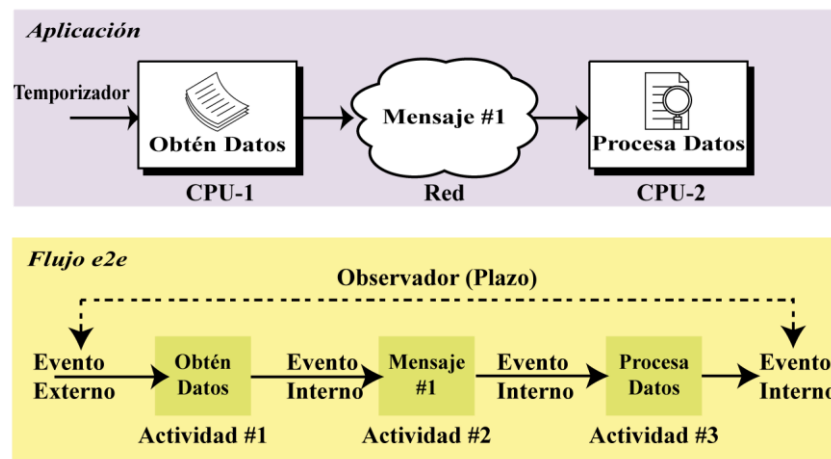 Aplicación
Temporizador
Obtén Datos
Mensaje #1
Procesa Datos
CPU-1
Red
CPU-2
Flujo e2e
Observador (Plazo)
Evento
Externo
Obtén
Datos
Evento
Interno
Mensaje
#1
Evento
Interno
Procesa
Datos
Evento
Interno
Actividad #1
Actividad #2
Actividad #3